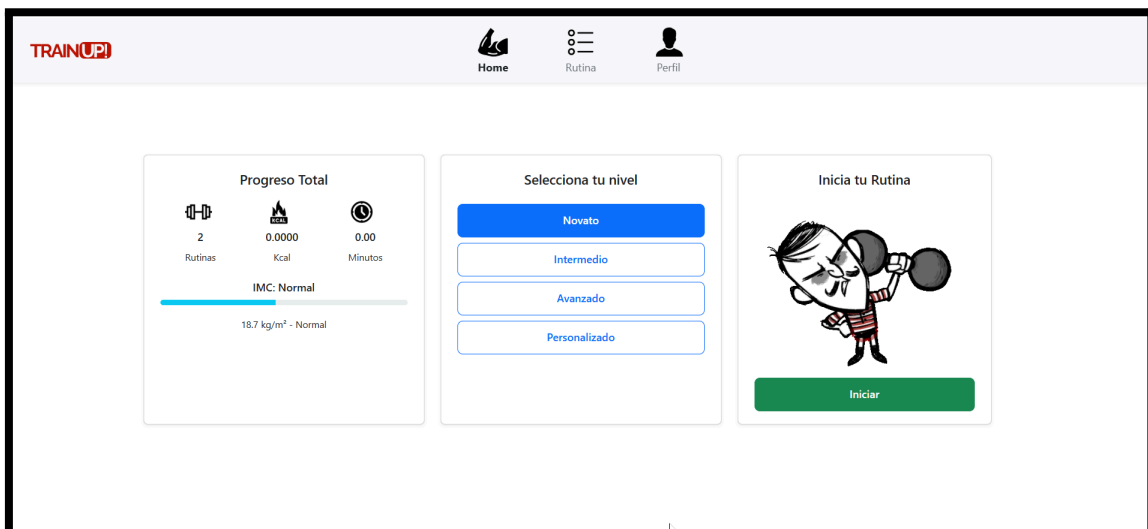 TRAINUP!
Home
Rutina
Perfil
Progreso Total
KCAL
2
0.0000
0.00
Rutinas
Kcal
Minutos
IMC: Normal
18.7 kg/m² - Normal
Selecciona tu nivel
Novato
Intermedio
Avanzado
Personalizado
Inicia tu Rutina
Iniciar